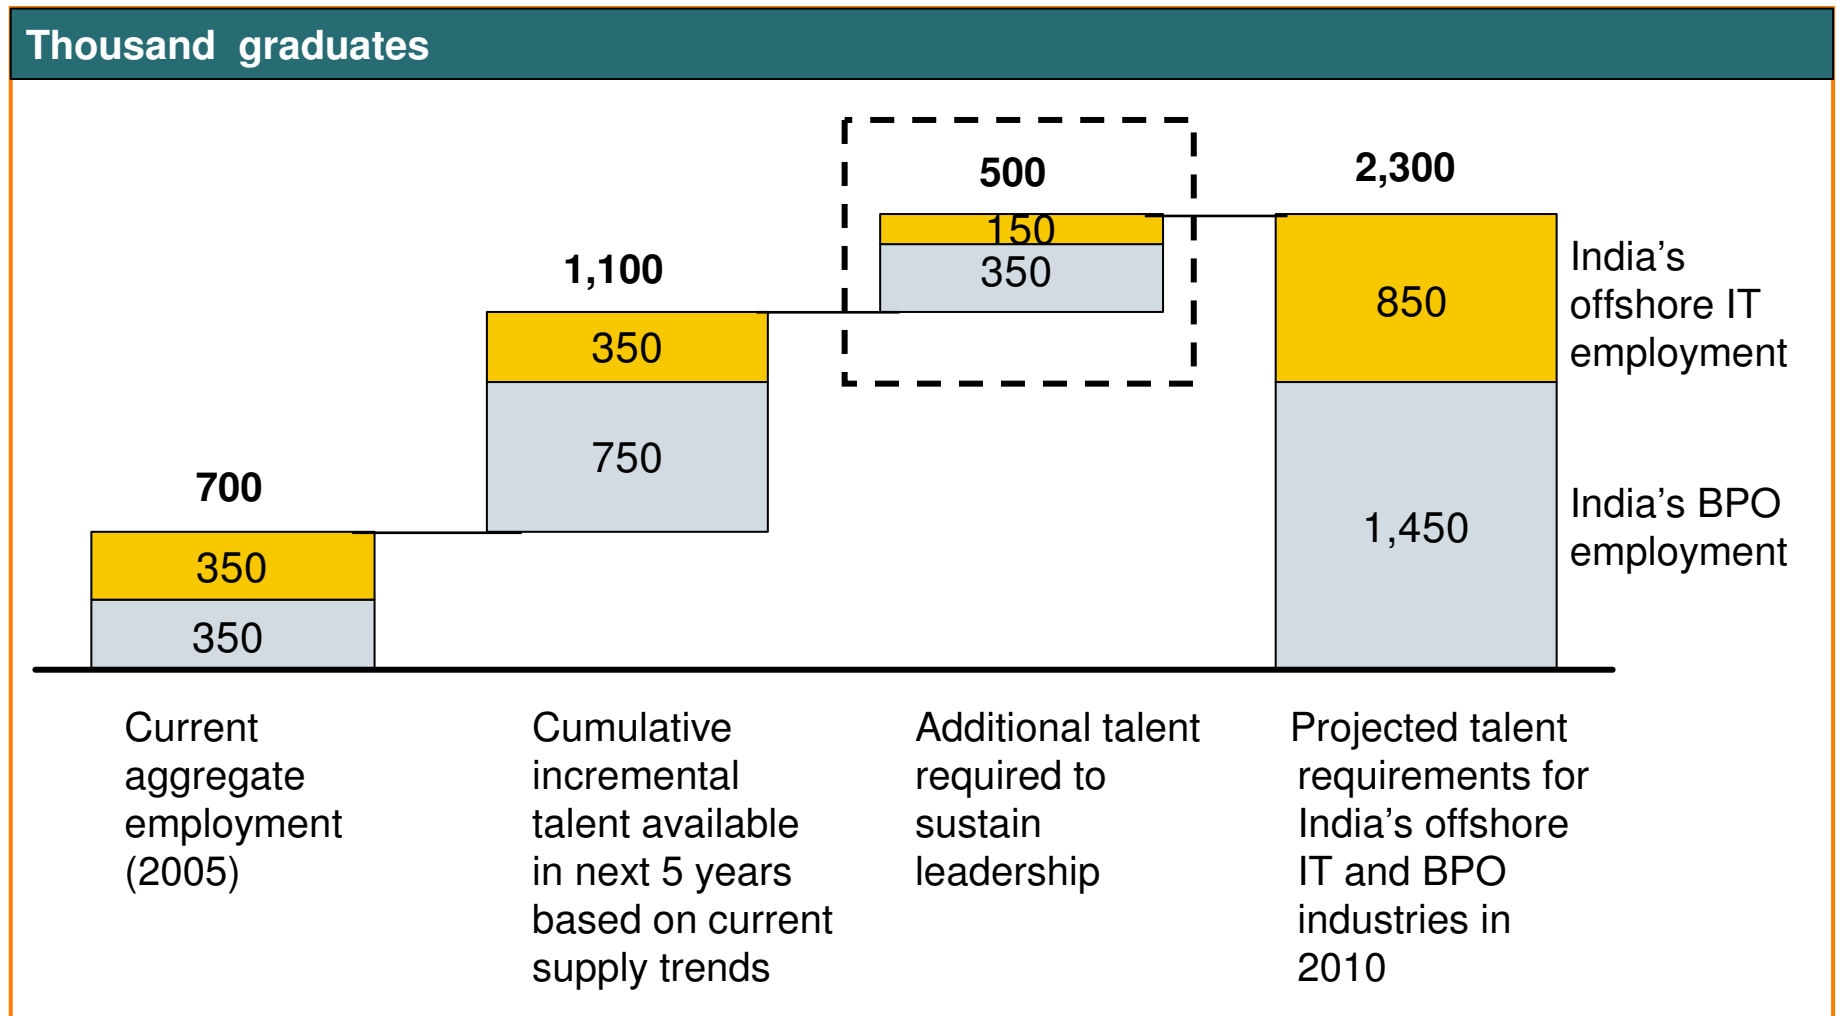 Thousand graduates
500
2,300
150
350
1,100
India's
offshore IT
employment
850
350
750
700
India's BPO
employment
1,450
350
350
Current
aggregate
employment
(2005)
Cumulative
incremental
talent available
in next 5 years
based on current
supply trends
Additional talent
required to
sustain
leadership
Projected talent
requirements for
India's offshore
IT and BPO
industries in
2010